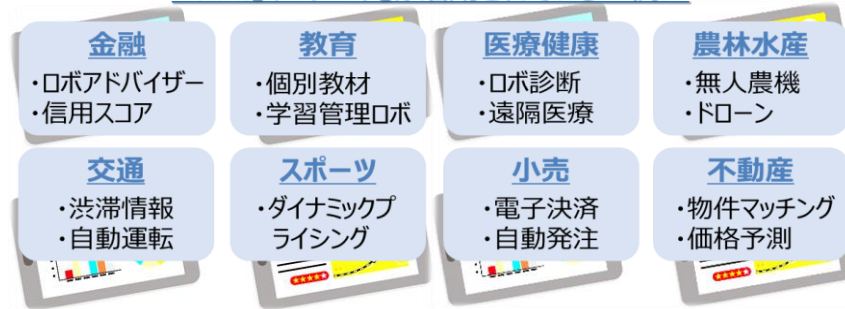 金融
・ロボアドバイザー
・信用スコア
教育
・個別教材
・学習管理ロボ
医療健康
・ロボ診断
・遠隔医療
農林水産
・無人農機
・ドローン
交通
・渋滞情報
・自動運転
スポーツ
・ダイナミックプ
ライシング
小売
・電子決済
・自動発注
不動産
・物件マッチング
・価格予測